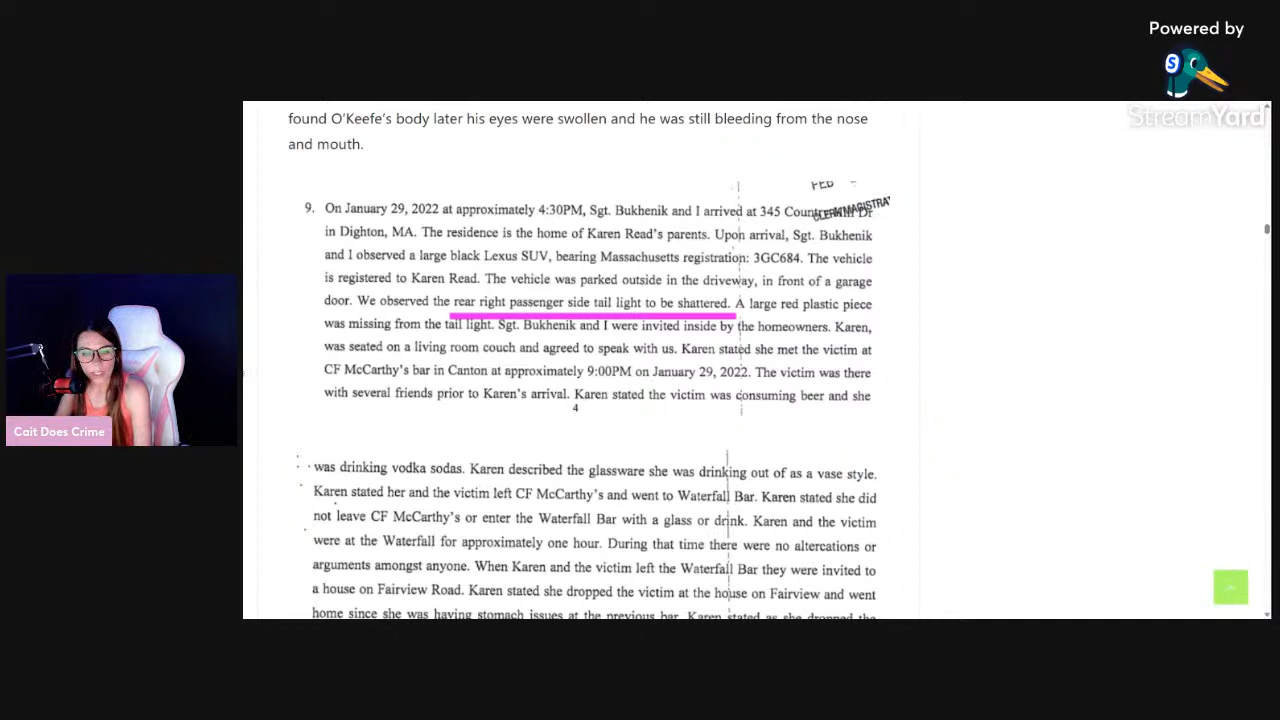 Powered by
S
StreamYard
found O'Keefe's body later his eyes were swollen and he was still bleeding from the nose
and mouth.
FEB
CLERK/MAGISTRA
9. On January 29, 2022 at approximately 4:30PM, Sgt. Bukhenik and I arrived at 345 Country Hill Dr
in Dighton, MA. The residence is the home of Karen Read's parents. Upon arrival, Sgt. Bukhenik
and I observed a large black Lexus SUV, bearing Massachusetts registration: 3GC684. The vehicle
is registered to Karen Read. The vehicle was parked outside in the driveway, in front of a garage
door. We observed the rear right passenger side tail light to be shattered. A large red plastic piece
was missing from the tail light. Sgt. Bukhenik and I were invited inside by the homeowners. Karen,
was seated on a living room couch and agreed to speak with us. Karen stated she met the victim at
CF McCarthy's bar in Canton at approximately 9:00PM on January 29, 2022. The victim was there
with several friends prior to Karen's arrival. Karen stated the victim was consuming beer and she
4
was drinking vodka sodas. Karen described the glassware she was drinking out of as a vase style.
Karen stated her and the victim left CF McCarthy's and went to Waterfall Bar. Karen stated she did
not leave CF McCarthy's or enter the Waterfall Bar with a glass or drink. Karen and the victim
were at the Waterfall for approximately one hour. During that time there were no altercations or
arguments amongst anyone. When Karen and the victim left the Waterfall Bar they were invited to
a house on Fairview Road. Karen stated she dropped the victim at the house on Fairview and went
home since she was having stomach issues at the previous bar. Karen stated as she dropped the
Cait Does Crime